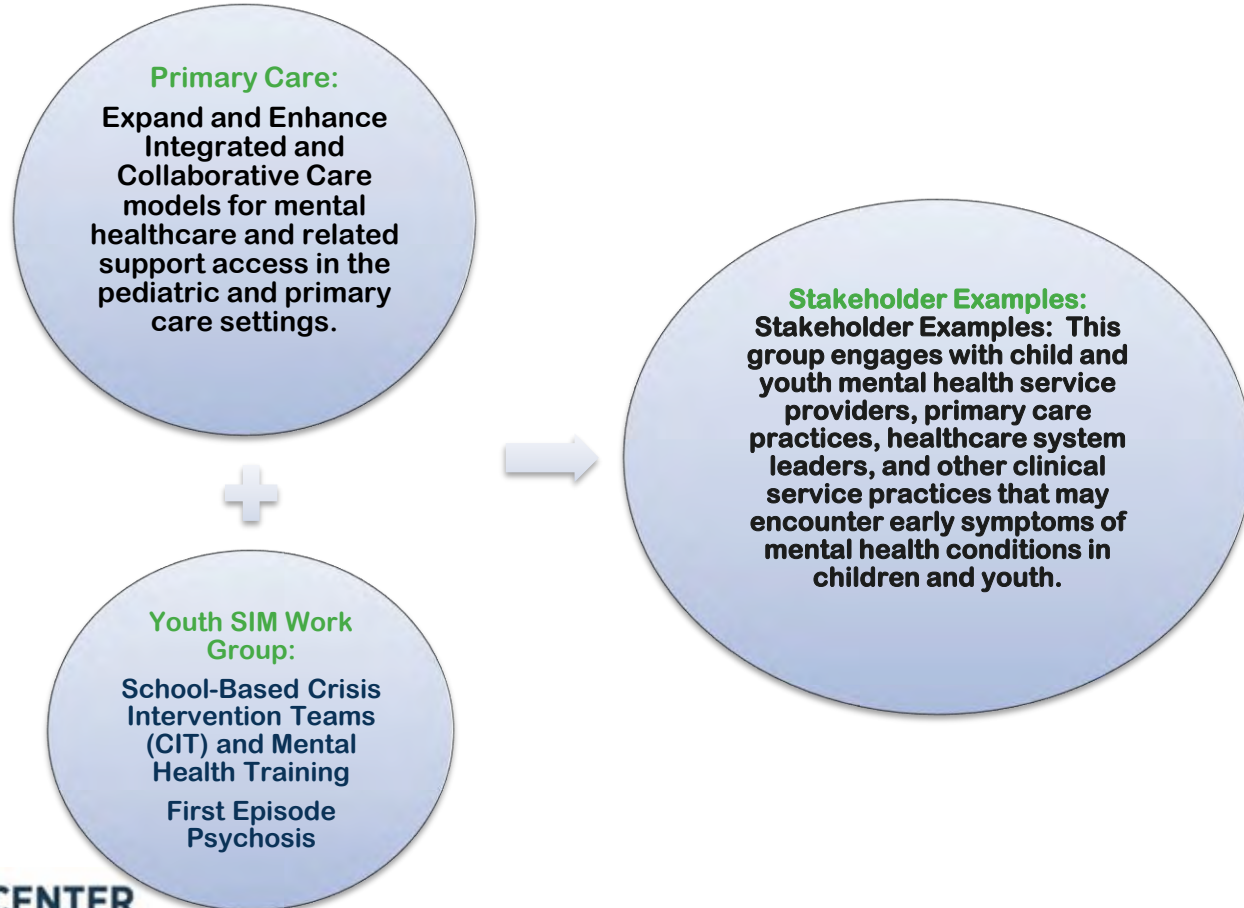 Primary Care:
Expand and Enhance
Integrated and
Collaborative Care
models for mental
healthcare and related
support access in the
pediatric and primary
care settings.
Youth SIM Work
Group:
School-Based Crisis
Intervention Teams
(CIT) and Mental
Health Training
First Episode
Psychosis
Stakeholder Examples:
Stakeholder Examples:  This
group engages with child and
youth mental health service
providers, primary care
practices, healthcare system
leaders, and other clinical
service practices that may
encounter early symptoms of
mental health conditions in
children and youth.
CENTER